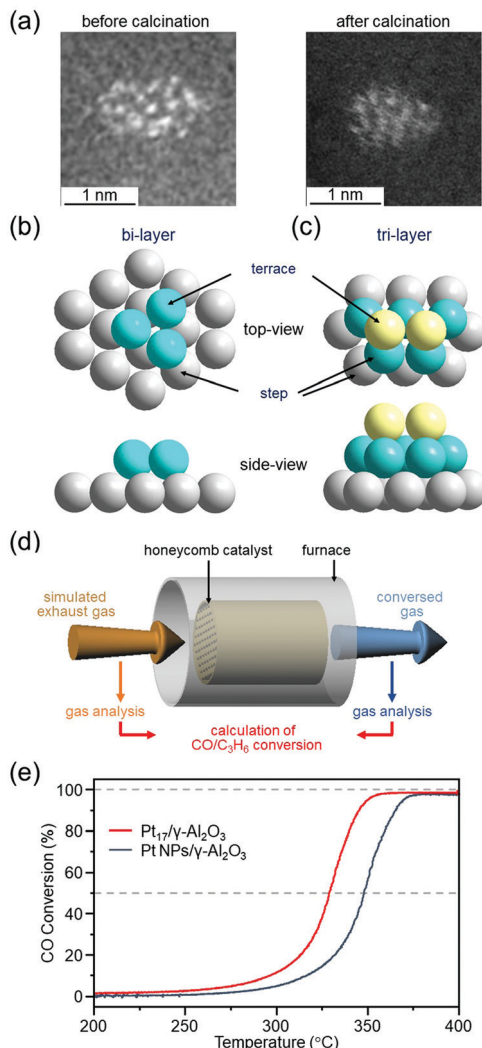 (a)
before calcination
after calcination
1 nm
1 nm
(b)
bi-layer
(c)
tri-layer
terrace
top-view
step
side-view
(d)
honeycomb catalyst
furnace
simulated
exhaust gas
conversed
gas
gas analysis
gas analysis
calculation of
CO/C₃H₆ conversion
(e)
100
80
60
40
20
0
CO Conversion (%)
Pt₁₇/γ-Al₂O₃
Pt NPs/γ-Al₂O₃
200
250
300
350
400
Temperature (°C)